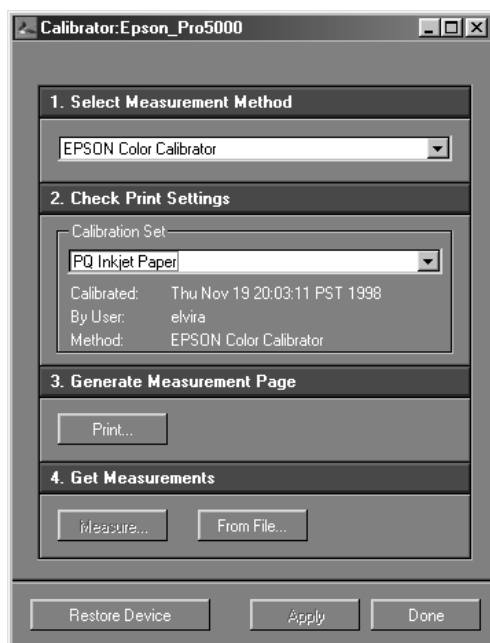 Calibrator:Epson_Pro5000
1. Select Measurement Method
EPSON Color Calibrator
2. Check Print Settings
Calibration Set
PQ Inkjet Paper
Calibrated: Thu Nov 19 20:03:11 PST 1998
By User: elvira
Method: EPSON Color Calibrator
3. Generate Measurement Page
Print...
4. Get Measurements
Measure... From File...
Restore Device Apply Done